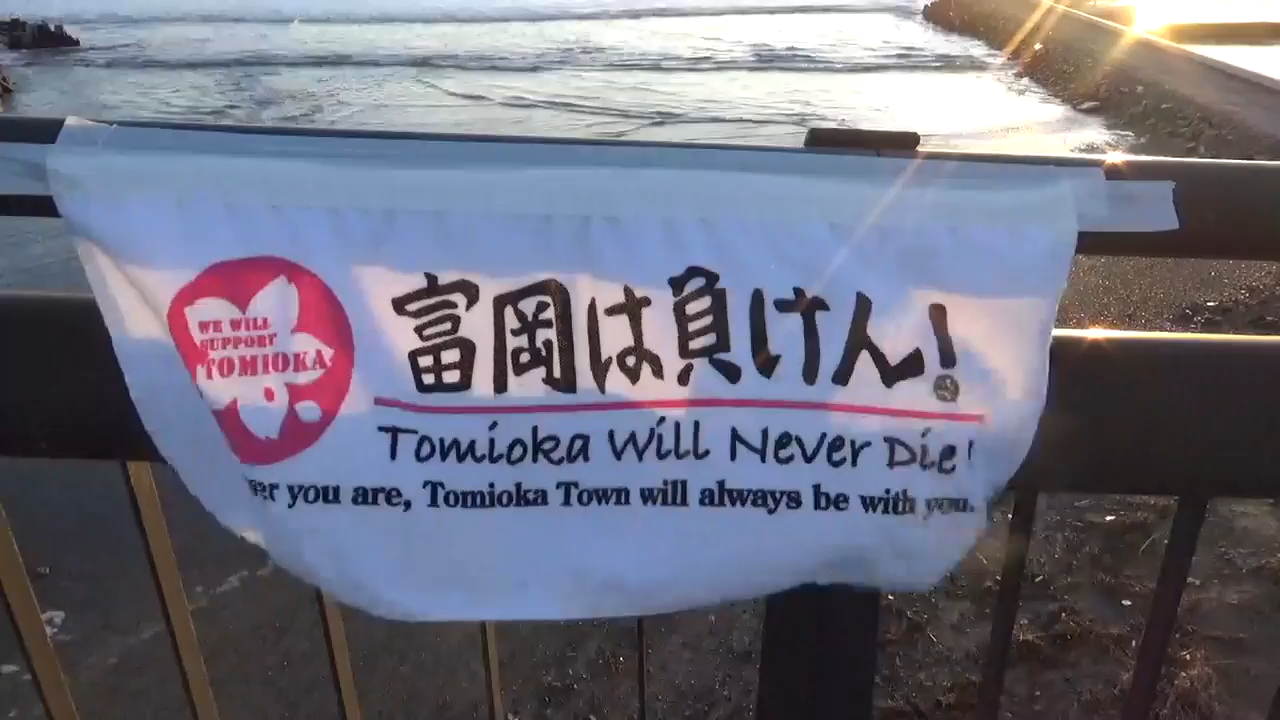 WE WILL
SUPPORT
TOMIOKA
富岡は負けん!
Tomioka Will Never Die!
you are, Tomioka Town will always be with you.